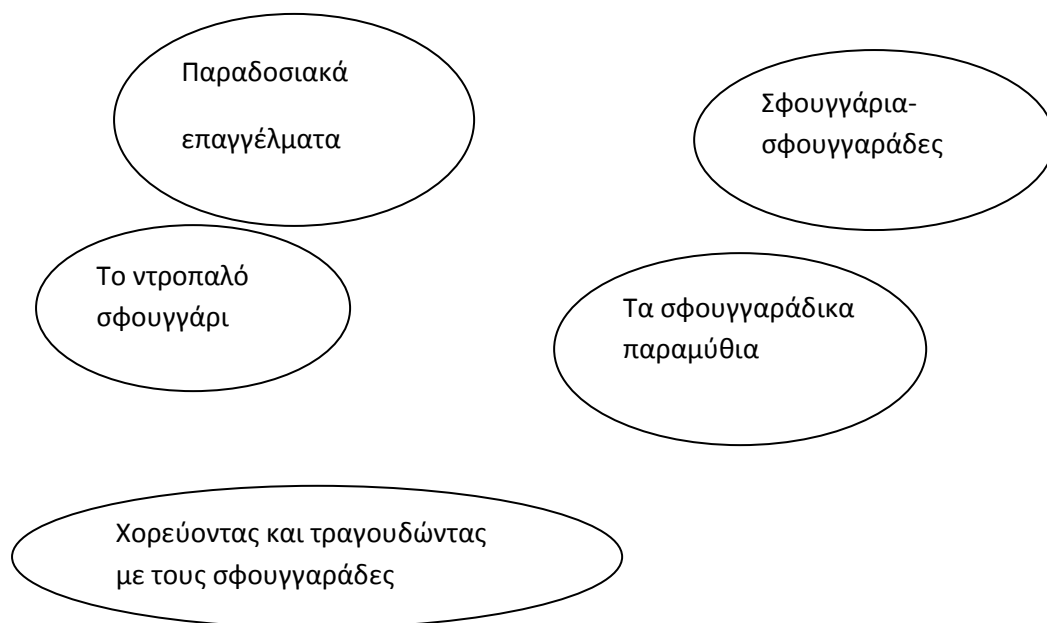 Παραδοσιακά
επαγγέλματα
Σφουγγάρια-
σφουγγαράδες
Το ντροπαλό
σφουγγάρι
Τα σφουγγαράδικα
παραμύθια
Χορεύοντας και τραγουδώντας
με τους σφουγγαράδες